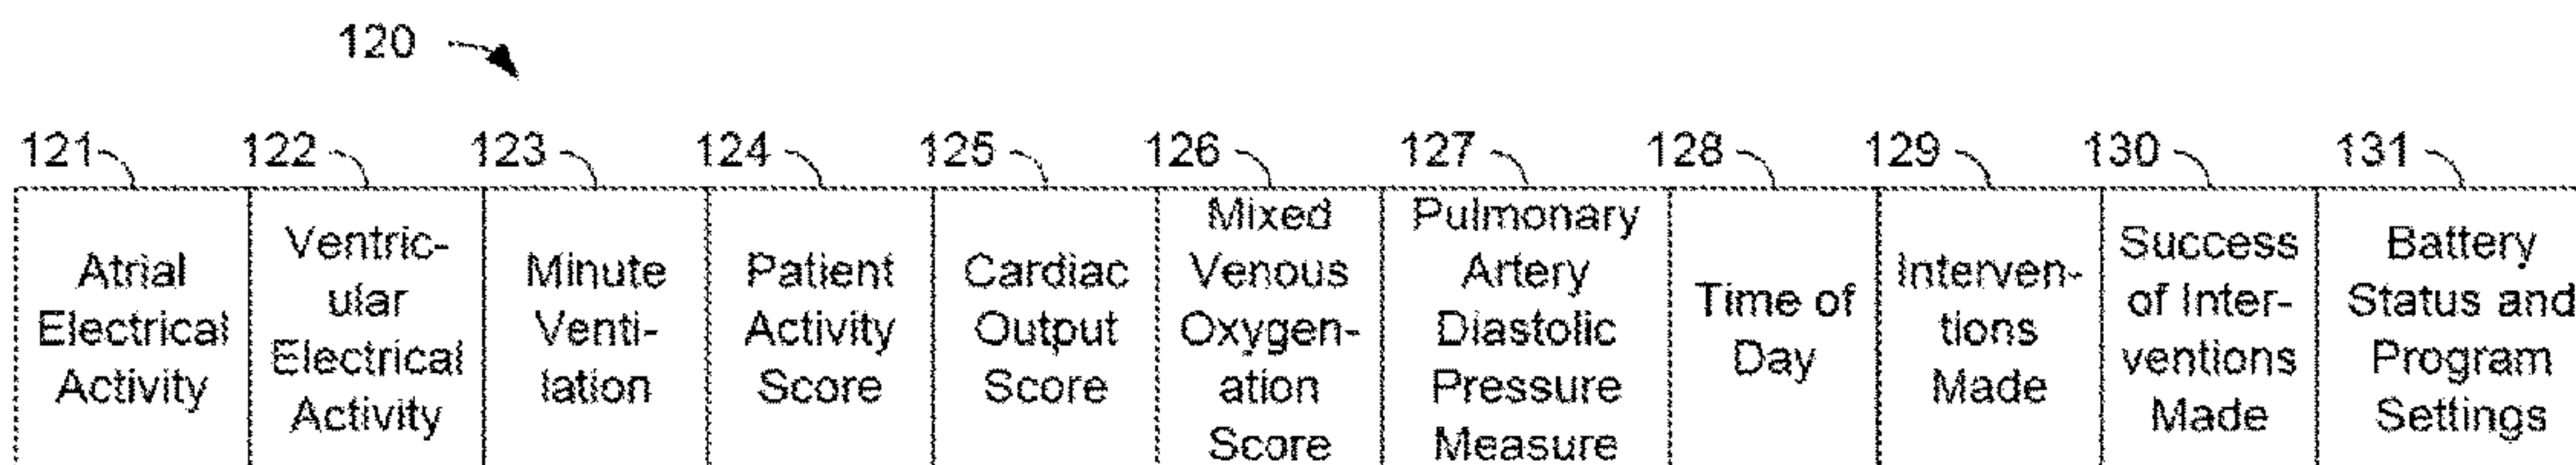 120
121 122 123 124 125 126 127 128 129 130 131
Atrial
Electrical
Activity
Ventric-
ular
Electrical
Activity
Minute
Venti-
lation
Patient
Activity
Score
Cardiac
Output
Score
Mixed
Venous
Oxygen-
ation
Score
Pulmonary
Artery
Diastolic
Pressure
Measure
Time of
Day
Interven-
tions
Made
Success
of Inter-
ventions
Made
Battery
Status and
Program
Settings